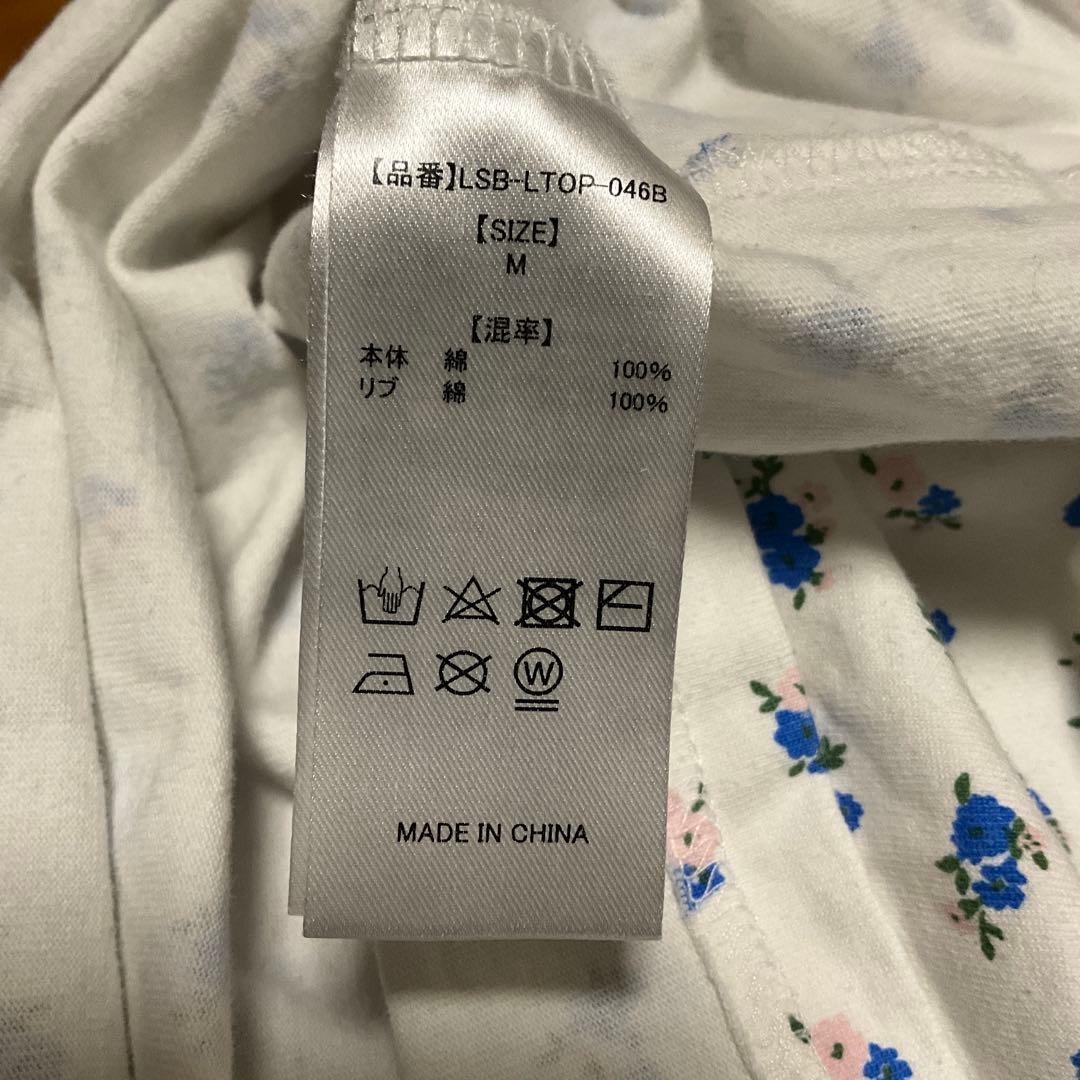 【品番】LSB-LTOP-046B
【SIZE】
M
【混率】
本体 綿 100%
リブ 綿 100%
W
MADE IN CHINA